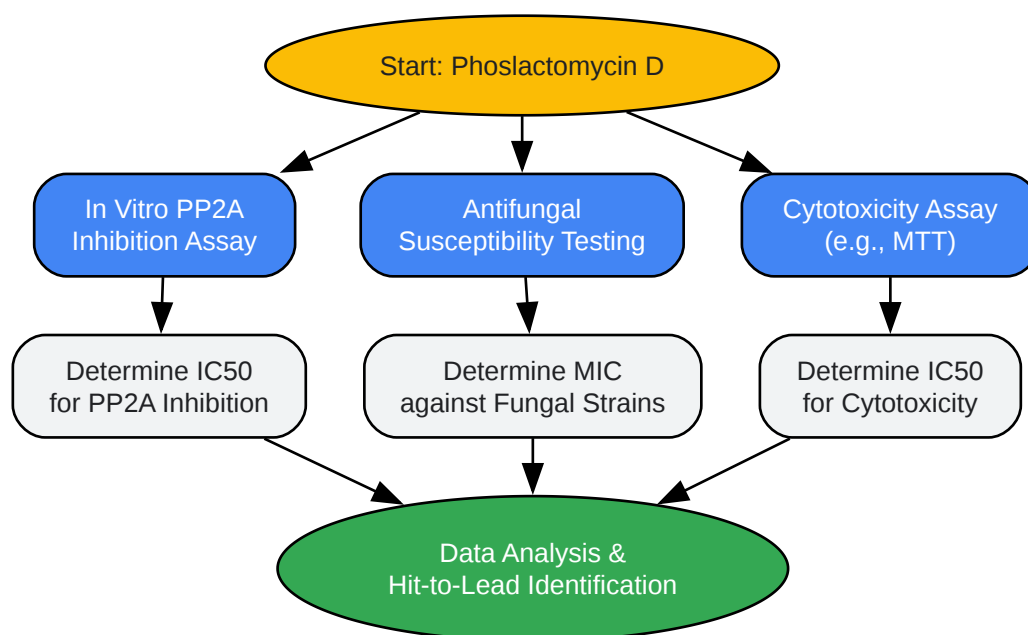 Start: Phoslactomycin D
In Vitro PP2A
Inhibition Assay
Antifungal
Susceptibility Testing
Cytotoxicity Assay
(e.g., MTT)
Determine IC50
for PP2A Inhibition
Determine MIC
against Fungal Strains
Determine IC50
for Cytotoxicity
Data Analysis &
Hit-to-Lead Identification